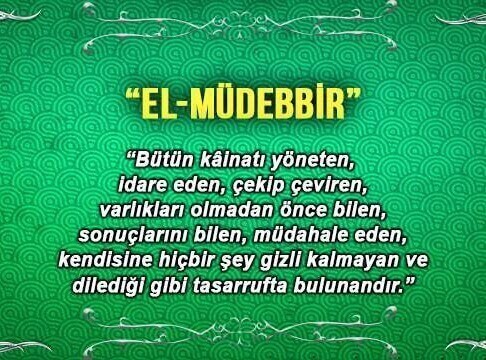 “EL-MÜDEBBİR”
“Bütün kâinatı yöneten,
idare eden, çekip çeviren,
varlıkları olmadan önce bilen,
sonuçlarını bilen, müdahale eden,
kendisine hiçbir şey gizli kalmayan ve
dilediği gibi tasarrufta bulunandır.”